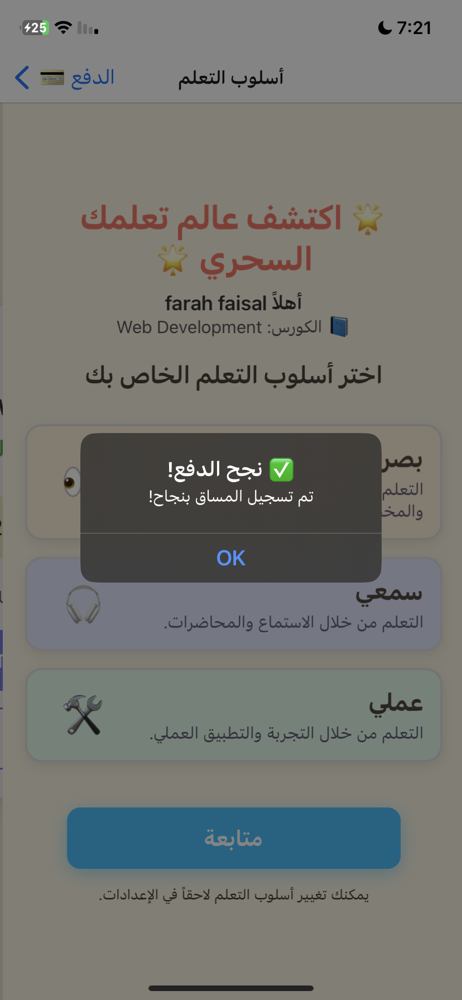 25
7:21
الدفع 💳
أسلوب التعلم
🌟 اكتشف عالم تعلمك
السحري 🌟
أهلاً farah faisal
📘 الكورس: Web Development
اختر أسلوب التعلم الخاص بك
التعلم
✅ نجح الدفع!
تم تسجيل المساق بنجاح!
OK
سمعي
التعلم من خلال الاستماع والمحاضرات.
عملي
التعلم من خلال التجربة والتطبيق العملي.
متابعة
يمكنك تغيير أسلوب التعلم لاحقاً في الإعدادات.